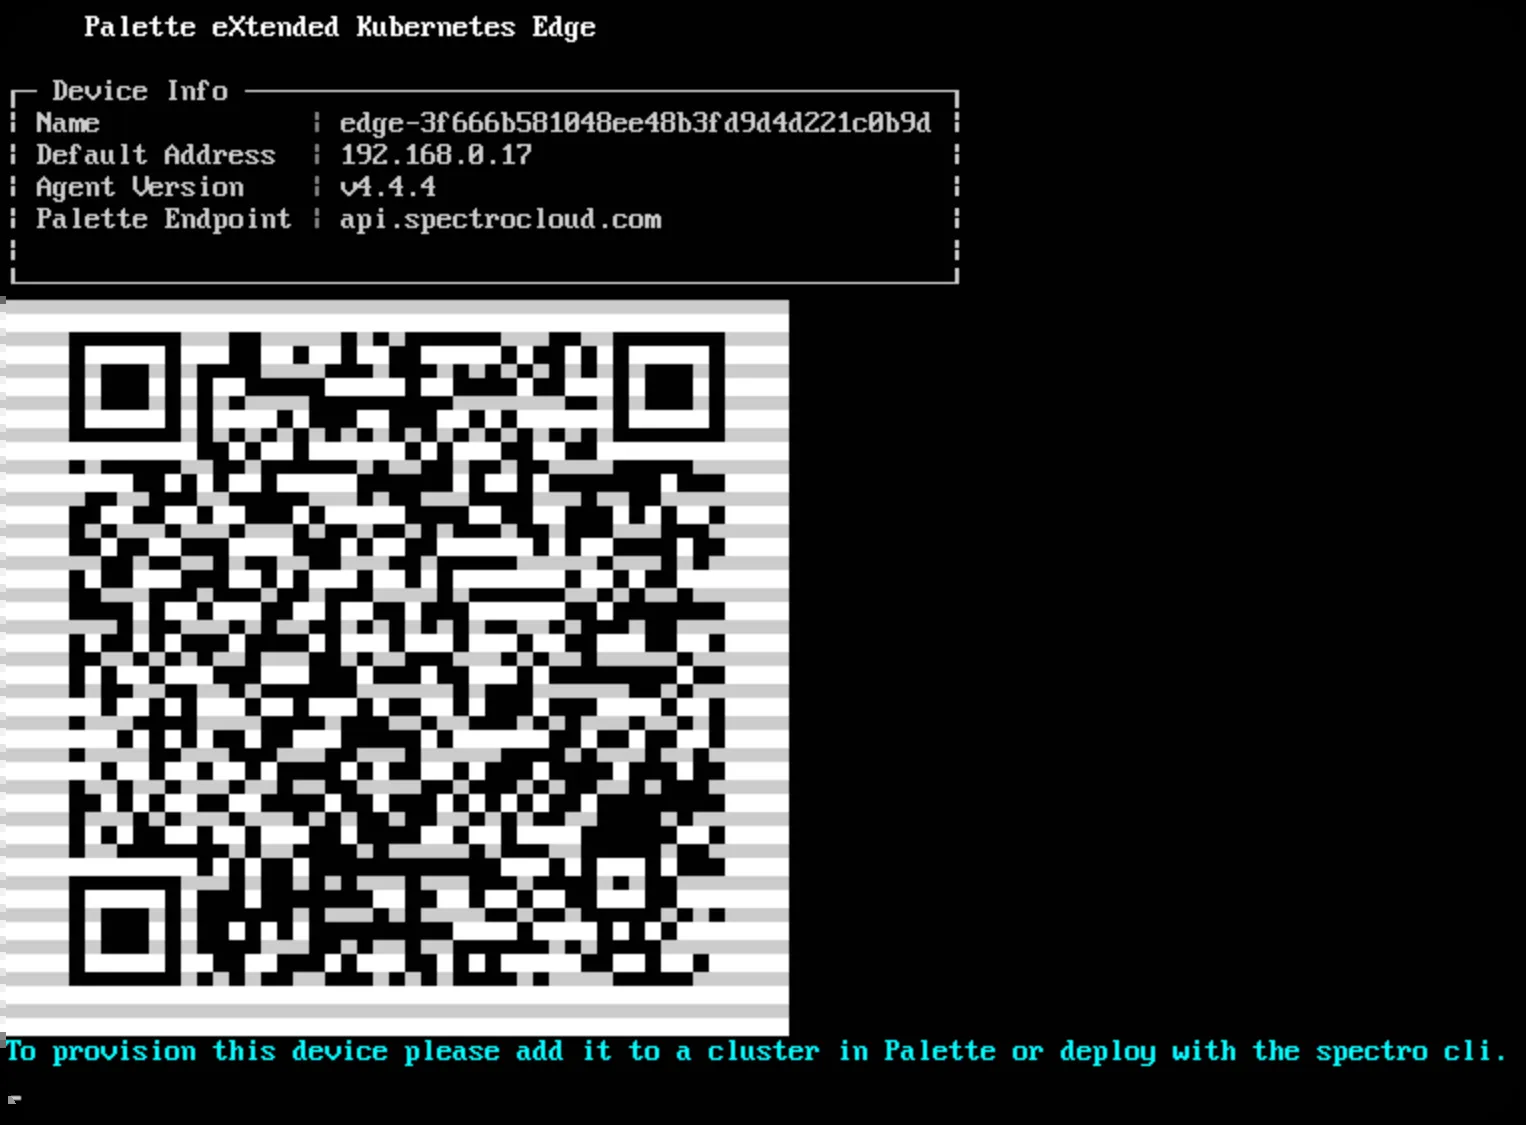 Palette eXtended Kubernetes Edge
Device Info
Name | edge-3f666b581048ee48b3fd9d4d221c0b9d
Default Address | 192.168.0.17
Agent Version | v4.4.4
Palette Endpoint | api.spectrocloud.com
To provision this device please add it to a cluster in Palette or deploy with the spectro cli.